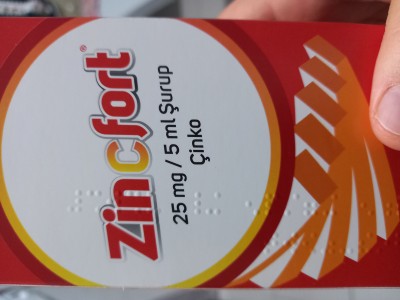 Zincfort®
25 mg / 5 ml Şurup
Çinko